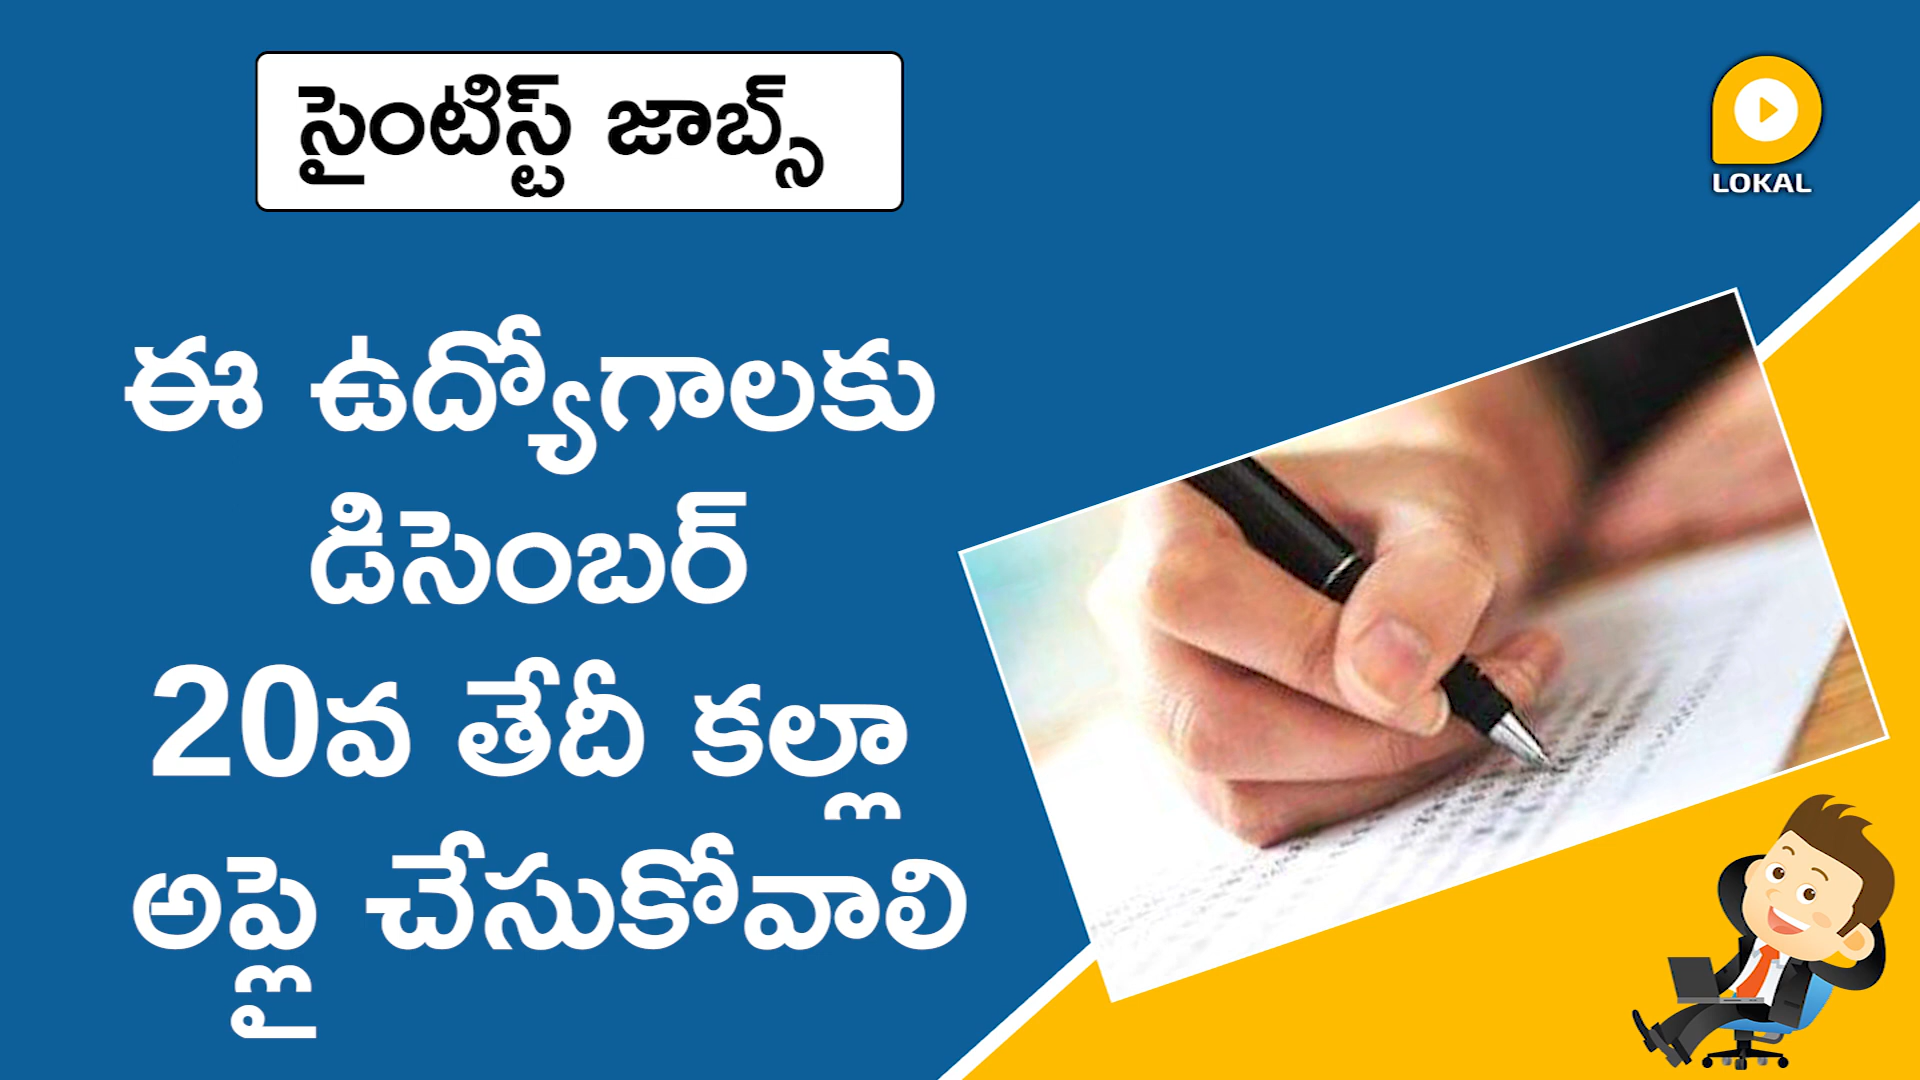 సైంటిస్ట్ జాబ్స్
LOKAL
ఈ ఉద్యోగాలకు
డిసెంబర్
20వ తేదీ కల్లా
అప్లై చేసుకోవాలి